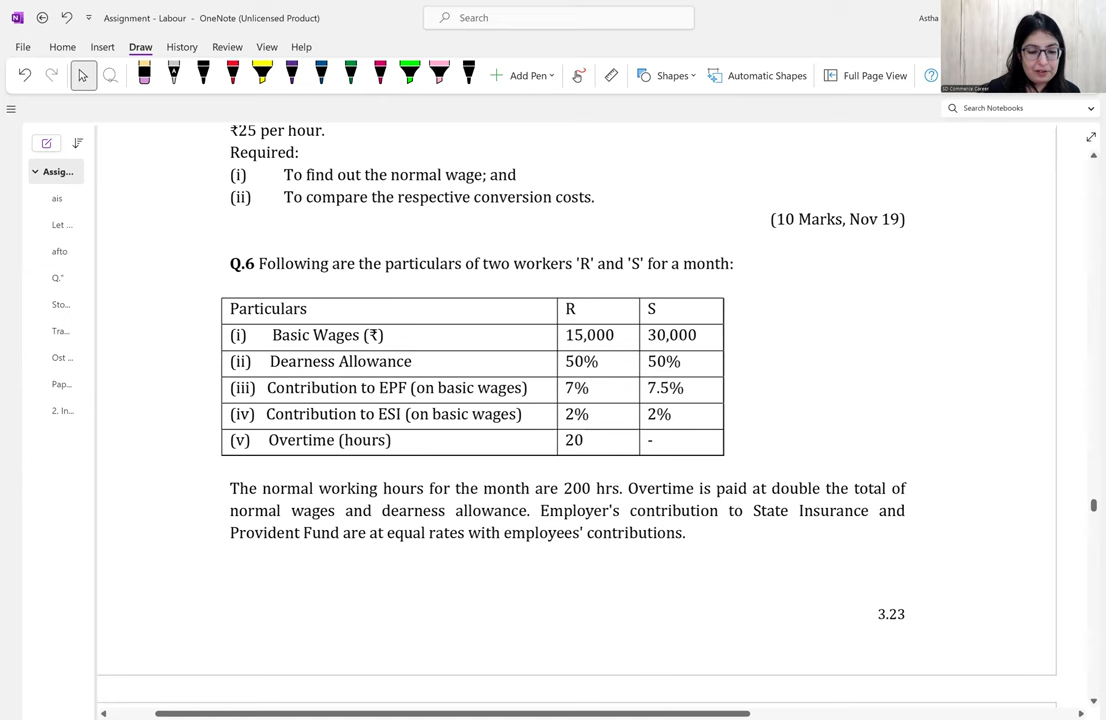 Assignment - Labour - OneNote (Unlicensed Product)
Search
Astha
File Home Insert Draw History Review View Help
Add Pen
Shapes
Automatic Shapes
Full Page View
SD Commerce Career
Search Notebooks
Assig...
ais
Let ...
afto
Q."
Sto...
Tra...
Ost ...
Pap...
2. In...
₹25 per hour.
Required:
(i) To find out the normal wage; and
(ii) To compare the respective conversion costs.
(10 Marks, Nov 19)
Q.6 Following are the particulars of two workers 'R' and 'S' for a month:
Particulars R S
(i) Basic Wages (₹) 15,000 30,000
(ii) Dearness Allowance 50% 50%
(iii) Contribution to EPF (on basic wages) 7% 7.5%
(iv) Contribution to ESI (on basic wages) 2% 2%
(v) Overtime (hours) 20 -
The normal working hours for the month are 200 hrs. Overtime is paid at double the total of
normal wages and dearness allowance. Employer's contribution to State Insurance and
Provident Fund are at equal rates with employees' contributions.
3.23